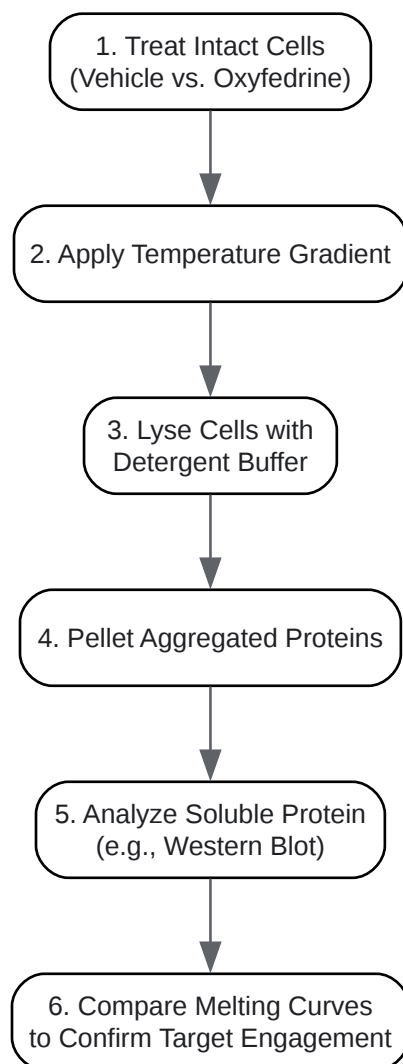 1. Treat Intact Cells
(Vehicle vs. Oxyfedrine)
2. Apply Temperature Gradient
3. Lyse Cells with
Detergent Buffer
4. Pellet Aggregated Proteins
5. Analyze Soluble Protein
(e.g., Western Blot)
6. Compare Melting Curves
to Confirm Target Engagement